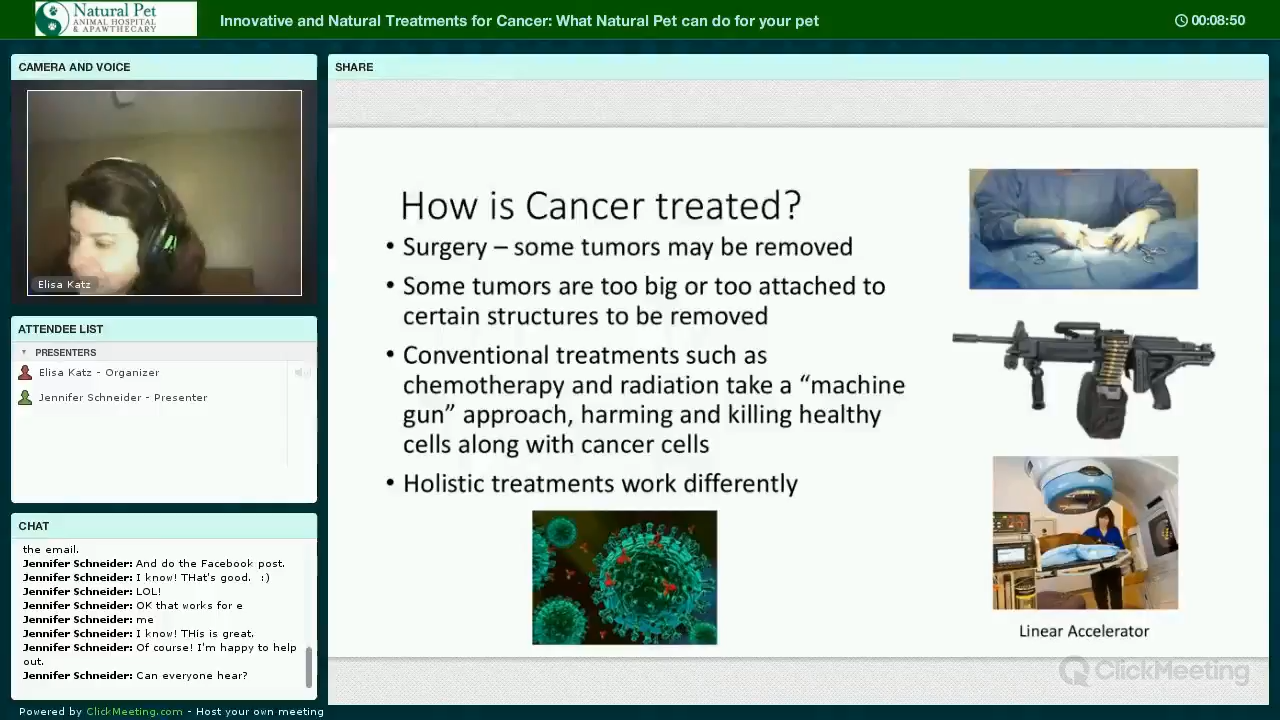 Natural Pet
ANIMAL HOSPITAL
& APAWTHECARY
Innovative and Natural Treatments for Cancer: What Natural Pet can do for your pet
00:08:50
CAMERA AND VOICE
Elisa Katz
ATTENDEE LIST
PRESENTERS
Elisa Katz - Organizer
Jennifer Schneider - Presenter
CHAT
the email.
Jennifer Schneider: And do the Facebook post.
Jennifer Schneider: I know! THat's good. :)
Jennifer Schneider: LOL!
Jennifer Schneider: OK that works for e
Jennifer Schneider: me
Jennifer Schneider: I know! THis is great.
Jennifer Schneider: Of course! I'm happy to help
out.
Jennifer Schneider: Can everyone hear?
Powered by ClickMeeting.com - Host your own meeting
SHARE
How is Cancer treated?
• Surgery – some tumors may be removed
• Some tumors are too big or too attached to
certain structures to be removed
• Conventional treatments such as
chemotherapy and radiation take a “machine
gun” approach, harming and killing healthy
cells along with cancer cells
• Holistic treatments work differently
Linear Accelerator
ClickMeeting